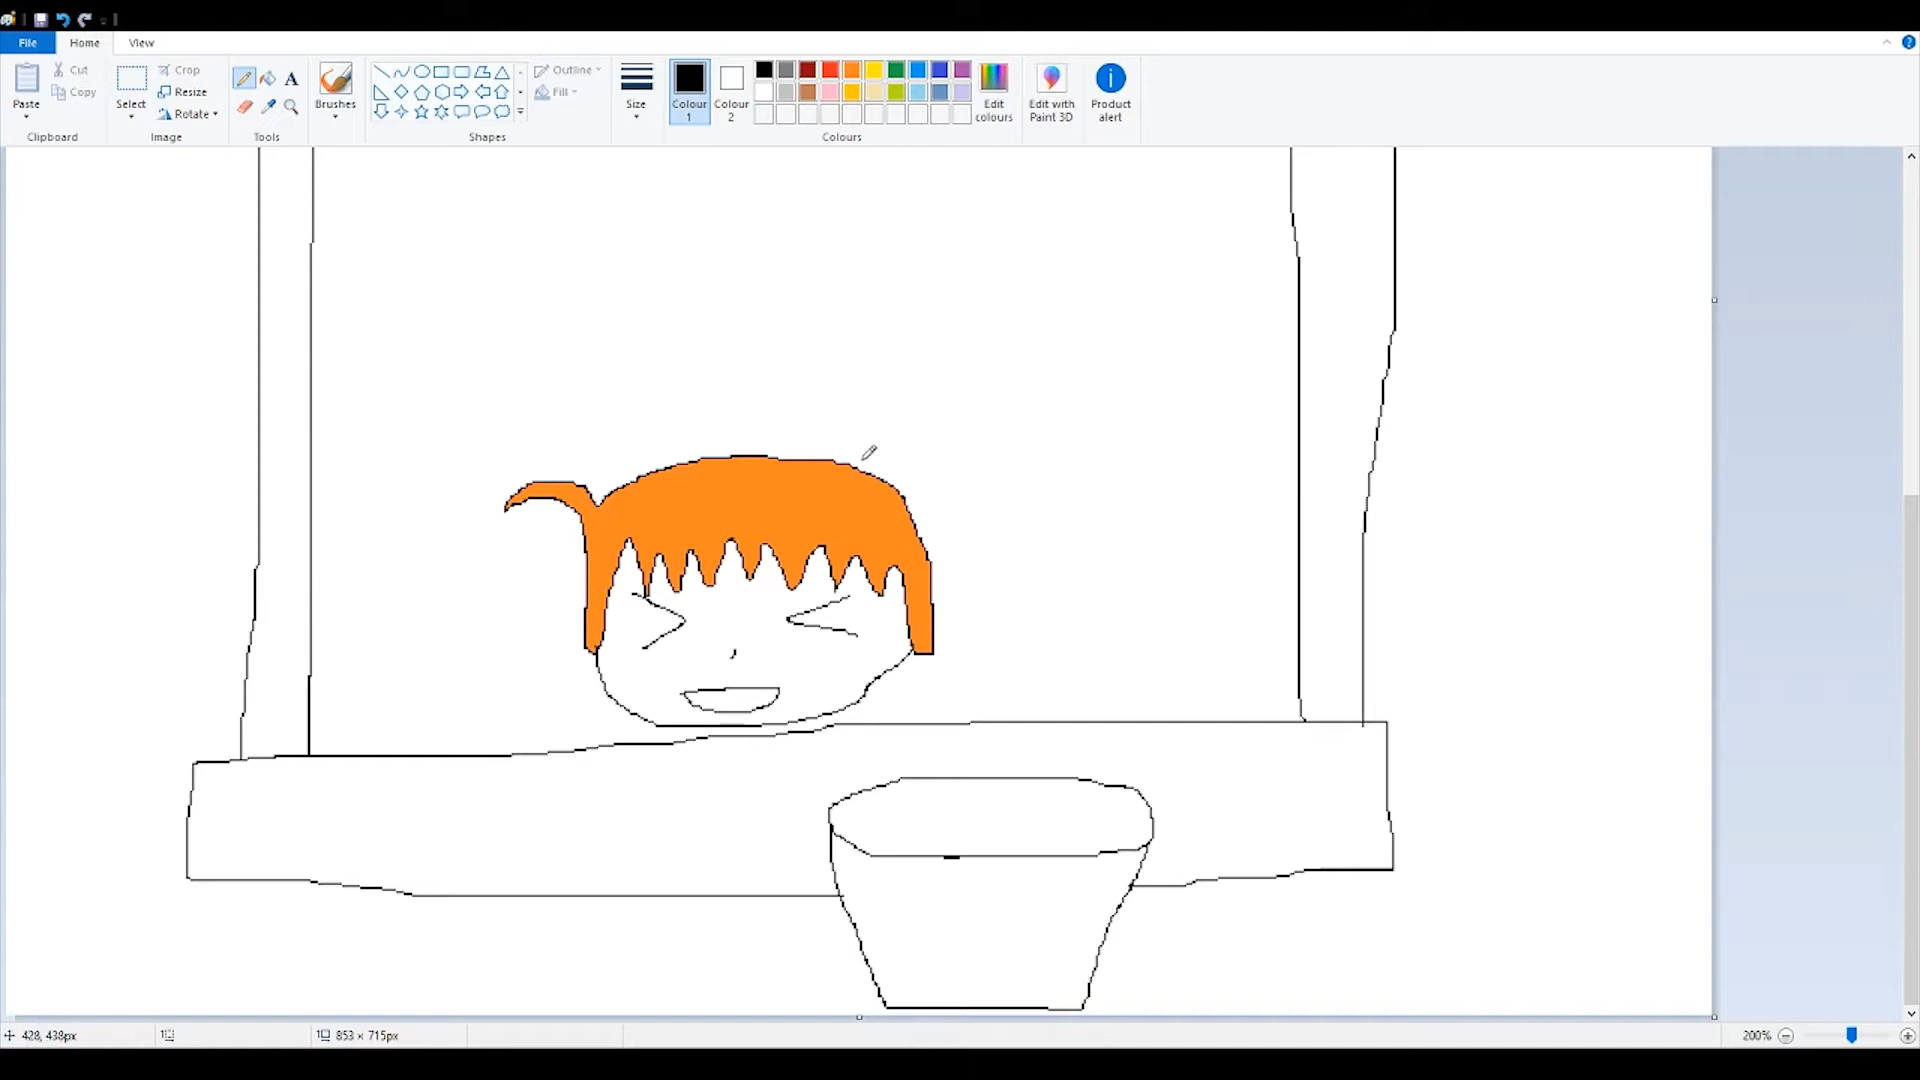 File Home View
Paste
Cut
Copy
Clipboard
Select
Crop
Resize
Rotate
Image
A
Tools
Brushes
Shapes
Outline
Fill
Size
Colour 1
Colour 2
Edit colours
Colours
Edit with Paint 3D
Product alert
428, 438px
853 × 715px
200%